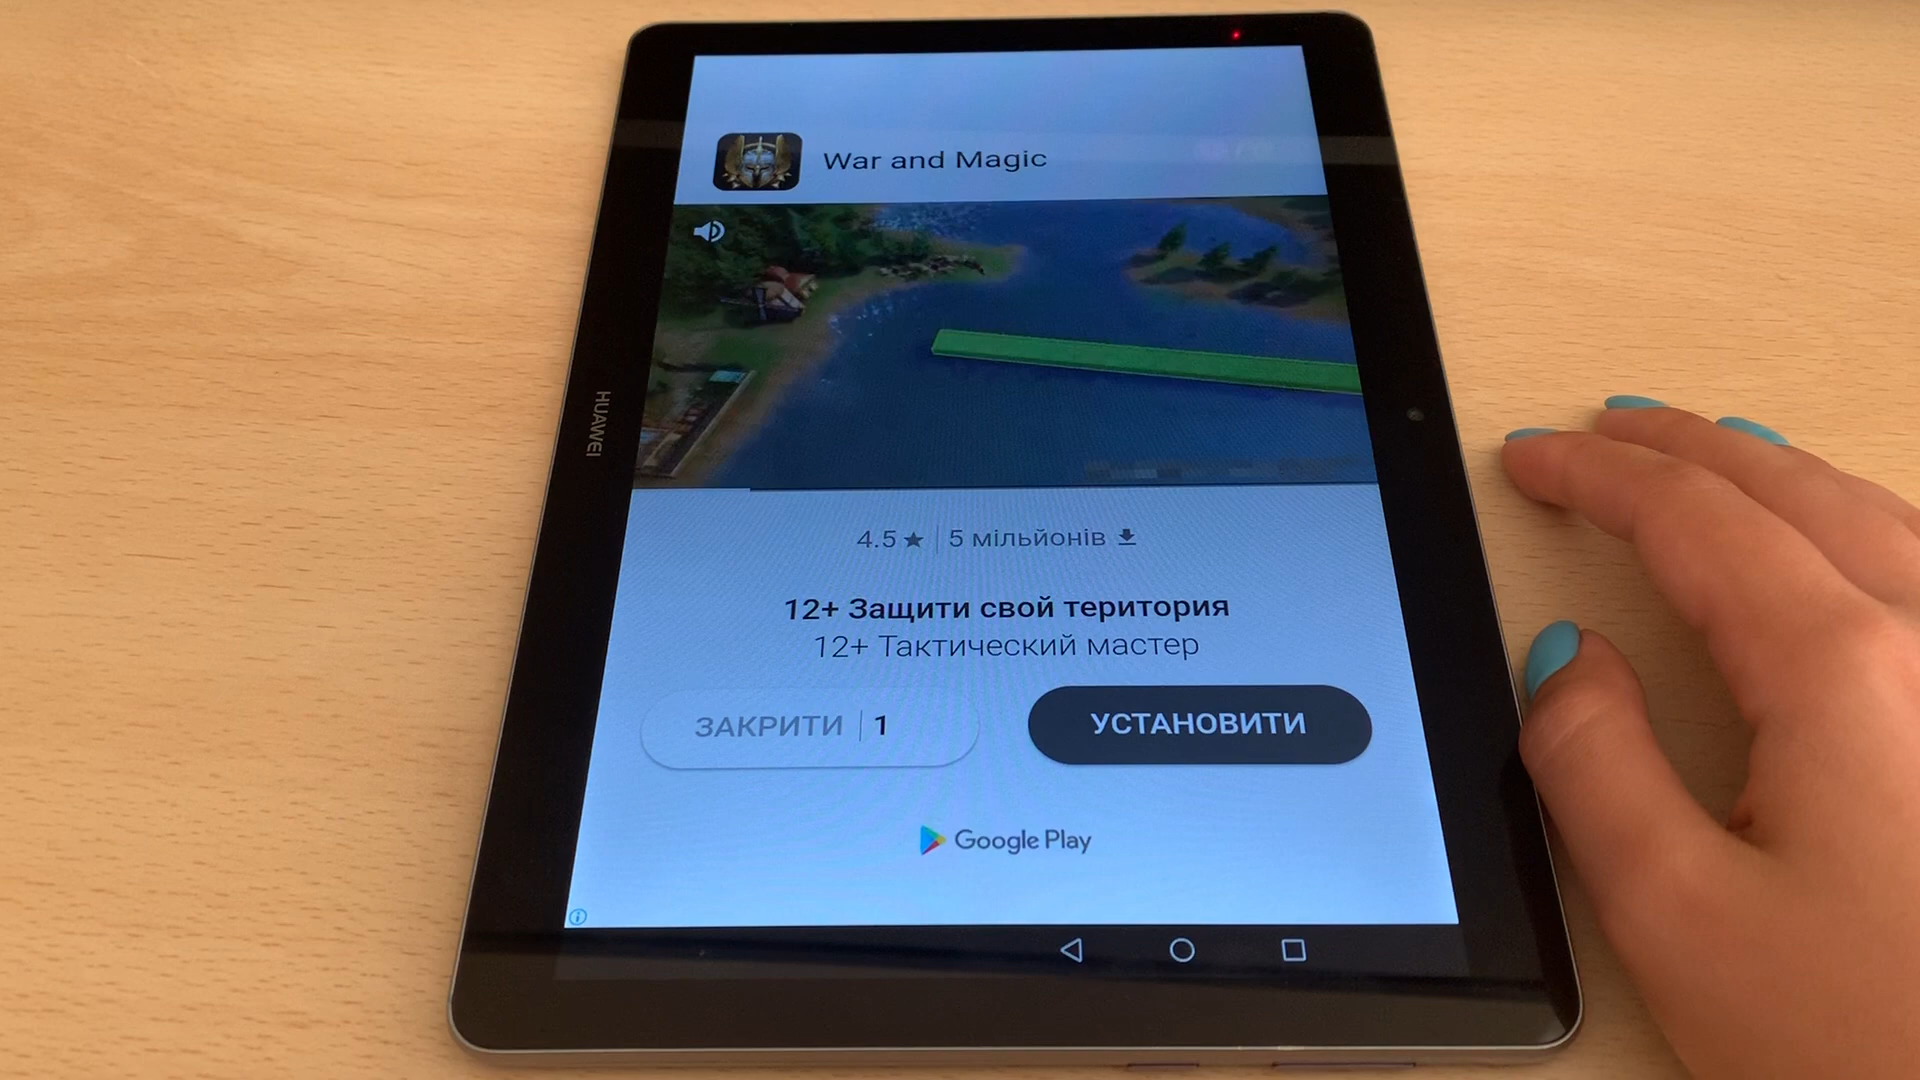 War and Magic
HUAWEI
4.5★ | 5 мільйонів
12+ Защити свой територия
12+ Тактический мастер
ЗАКРИТИ | 1
УСТАНОВИТИ
Google Play